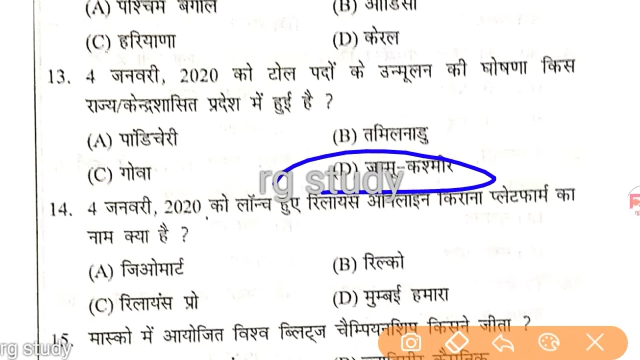 (A) पश्चिम बंगाल (B) ओडिसा
(C) हरियाणा (D) केरल
13. 4 जनवरी, 2020 को टोल पदों के उन्मूलन की घोषणा किस
राज्य/केन्द्रशासित प्रदेश में हुई है ?
(A) पांडिचेरी (B) तमिलनाडु
(C) गोवा (D) जाम्मू-कश्मीर
rg study
14. 4 जनवरी, 2020 को लॉन्च हुए रिलायंस ऑनलाइन किराना प्लेटफार्म का
नाम क्या है ?
(A) जिओमार्ट (B) रिल्को
(C) रिलायंस प्रो (D) मुम्बई हमारा
15. मास्को में आयोजित विश्व ब्लिट्ज चैम्पियनशिप किसने जीता ?
rg study